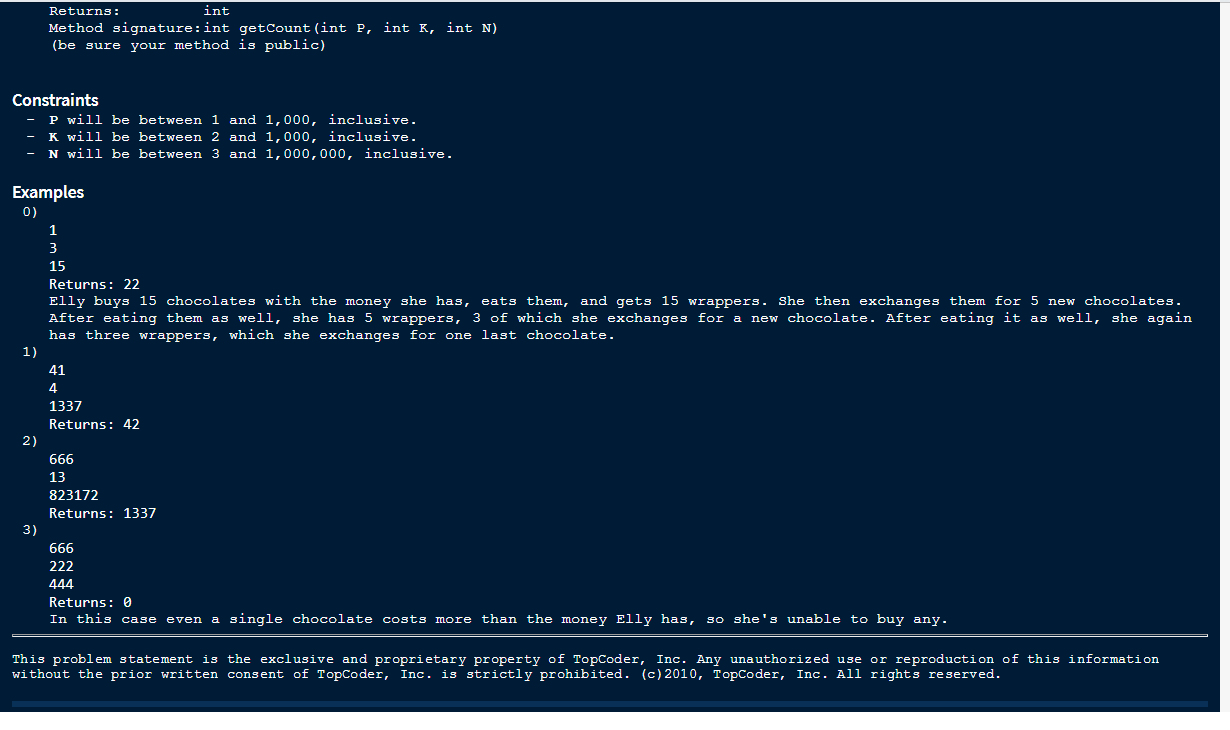 Returns: int
Method signature:int getCount(int P, int K, int N)
(be sure your method is public)
Constraints
- P will be between 1 and 1,000, inclusive.
- K will be between 2 and 1,000, inclusive.
- N will be between 3 and 1,000,000, inclusive.
Examples
0)
1
3
15
Returns: 22
Elly buys 15 chocolates with the money she has, eats them, and gets 15 wrappers. She then exchanges them for 5 new chocolates.
After eating them as well, she has 5 wrappers, 3 of which she exchanges for a new chocolate. After eating it as well, she again
has three wrappers, which she exchanges for one last chocolate.
1)
41
4
1337
Returns: 42
2)
666
13
823172
Returns: 1337
3)
666
222
444
Returns: 0
In this case even a single chocolate costs more than the money Elly has, so she's unable to buy any.
This problem statement is the exclusive and proprietary property of TopCoder, Inc. Any unauthorized use or reproduction of this information
without the prior written consent of TopCoder, Inc. is strictly prohibited. (c)2010, TopCoder, Inc. All rights reserved.